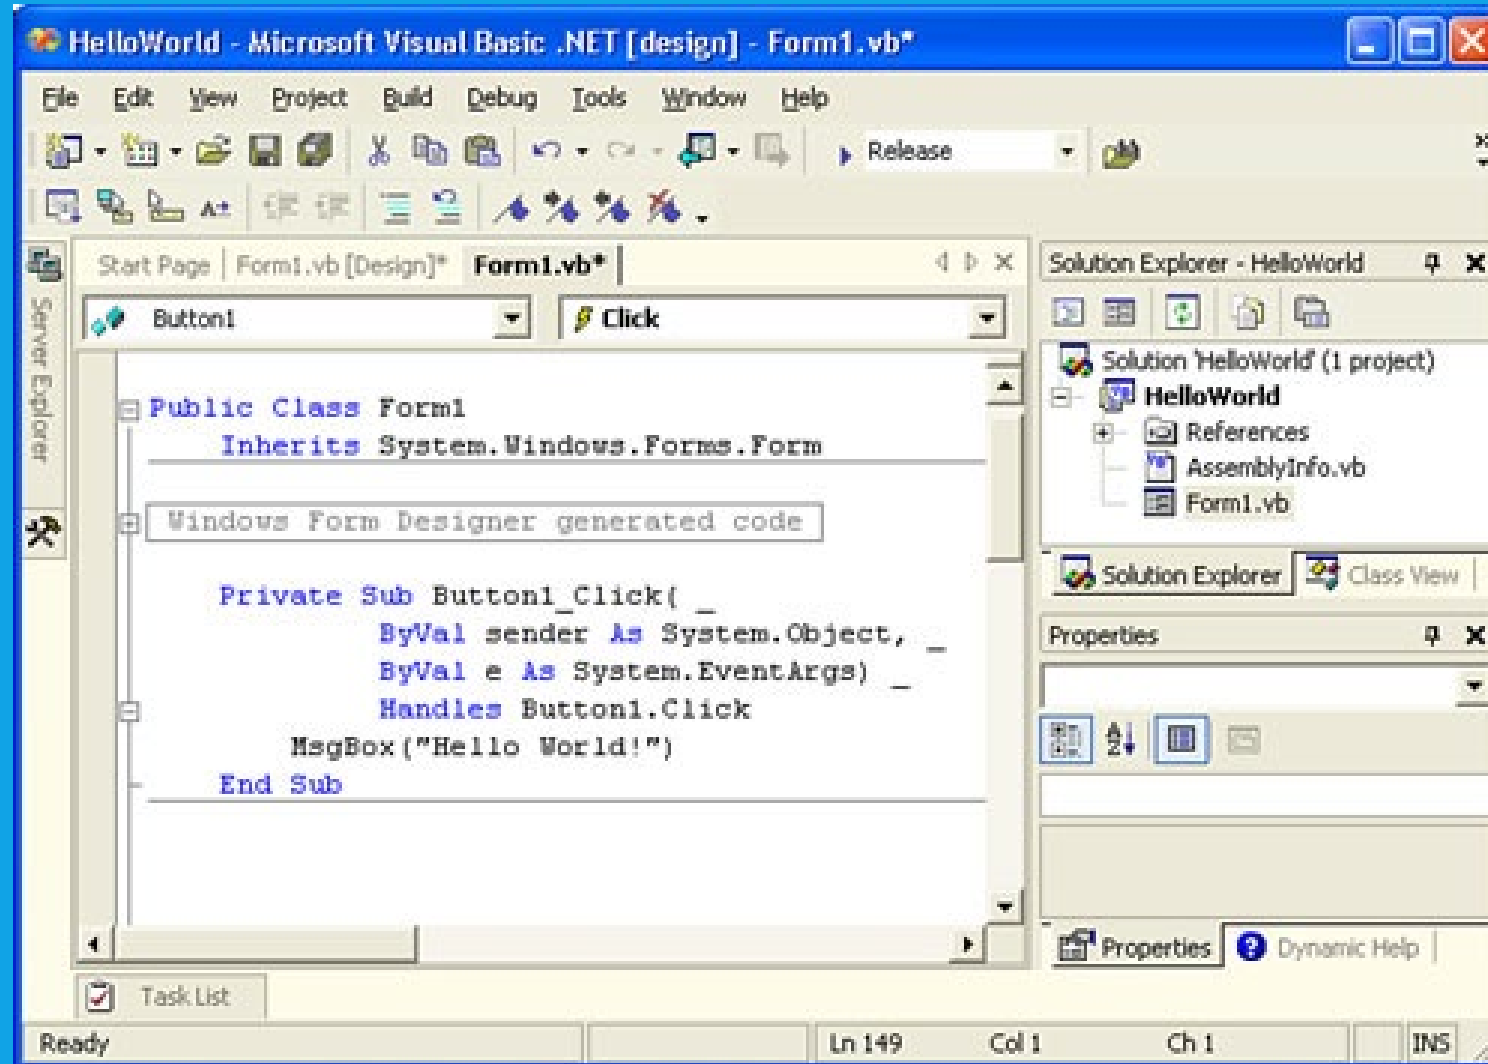 HelloWorld - Microsoft Visual Basic .NET [design] - Form1.vb*
File Edit View Project Build Debug Tools Window Help
Release
Server Explorer
Start Page Form1.vb [Design]* Form1.vb*
Button1 Click
Public Class Form1
Inherits System.Windows.Forms.Form
Windows Form Designer generated code
Private Sub Button1_Click( _
ByVal sender As System.Object, _
ByVal e As System.EventArgs) _
Handles Button1.Click
MsgBox("Hello World!")
End Sub
Solution Explorer - HelloWorld
Solution 'HelloWorld' (1 project)
HelloWorld
References
AssemblyInfo.vb
Form1.vb
Solution Explorer Class View
Properties
Properties Dynamic Help
Task List
Ready Ln 149 Col 1 Ch 1 INS